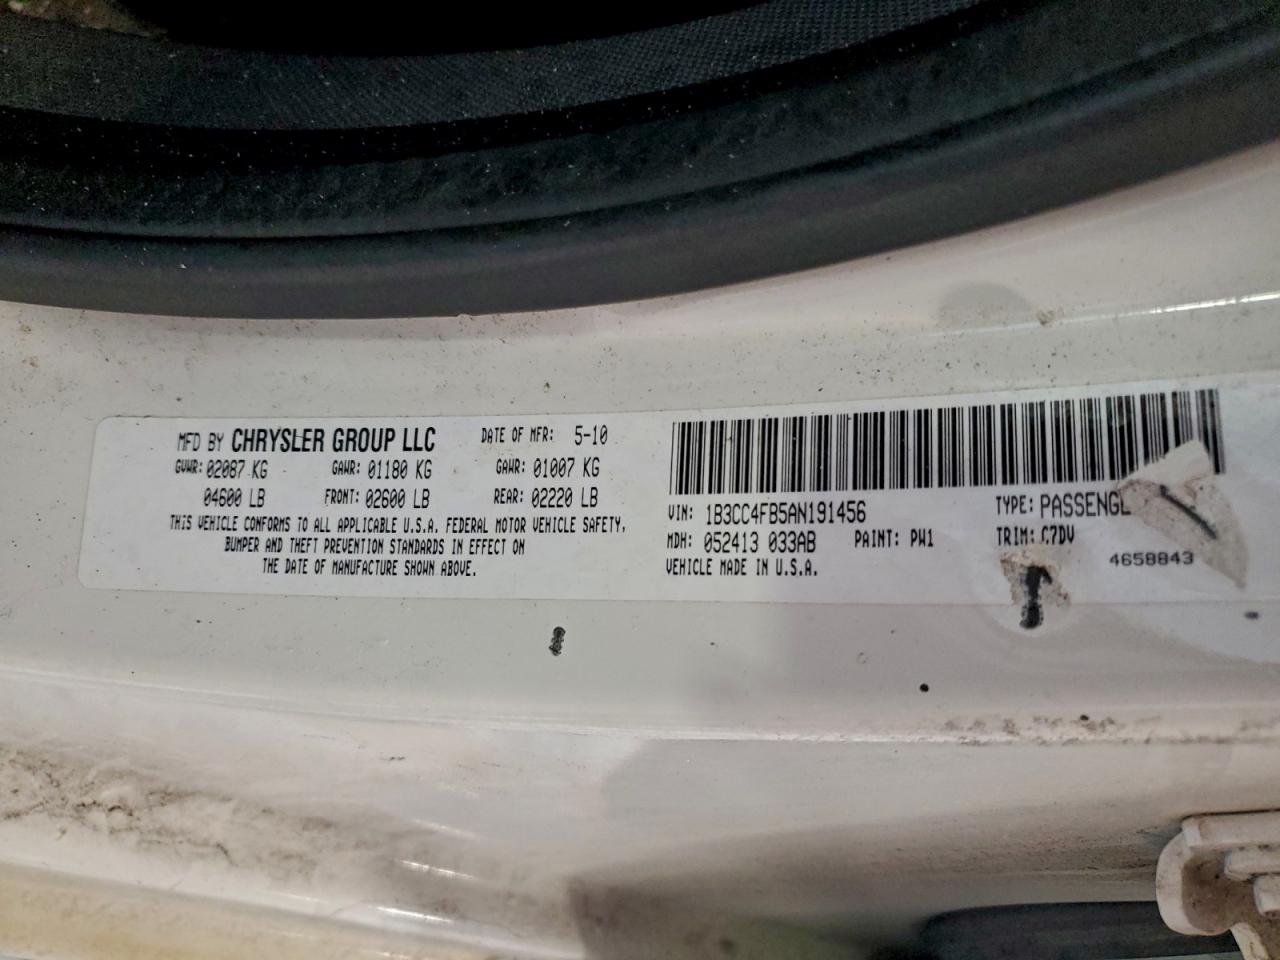 MFD BY CHRYSLER GROUP LLC DATE OF MFR: 5-10
GVWR: 02087 KG GAWR: 01180 KG GAWR: 01007 KG
04600 LB FRONT: 02600 LB REAR: 02220 LB
THIS VEHICLE CONFORMS TO ALL APPLICABLE U.S.A. FEDERAL MOTOR VEHICLE SAFETY,
BUMPER AND THEFT PREVENTION STANDARDS IN EFFECT ON
THE DATE OF MANUFACTURE SHOWN ABOVE.
VIN: 1B3CC4FB5AN191456 TYPE: PASSENGE
MDH: 052413 033AB PAINT: PW1 TRIM: C7DV
VEHICLE MADE IN U.S.A. 4658843